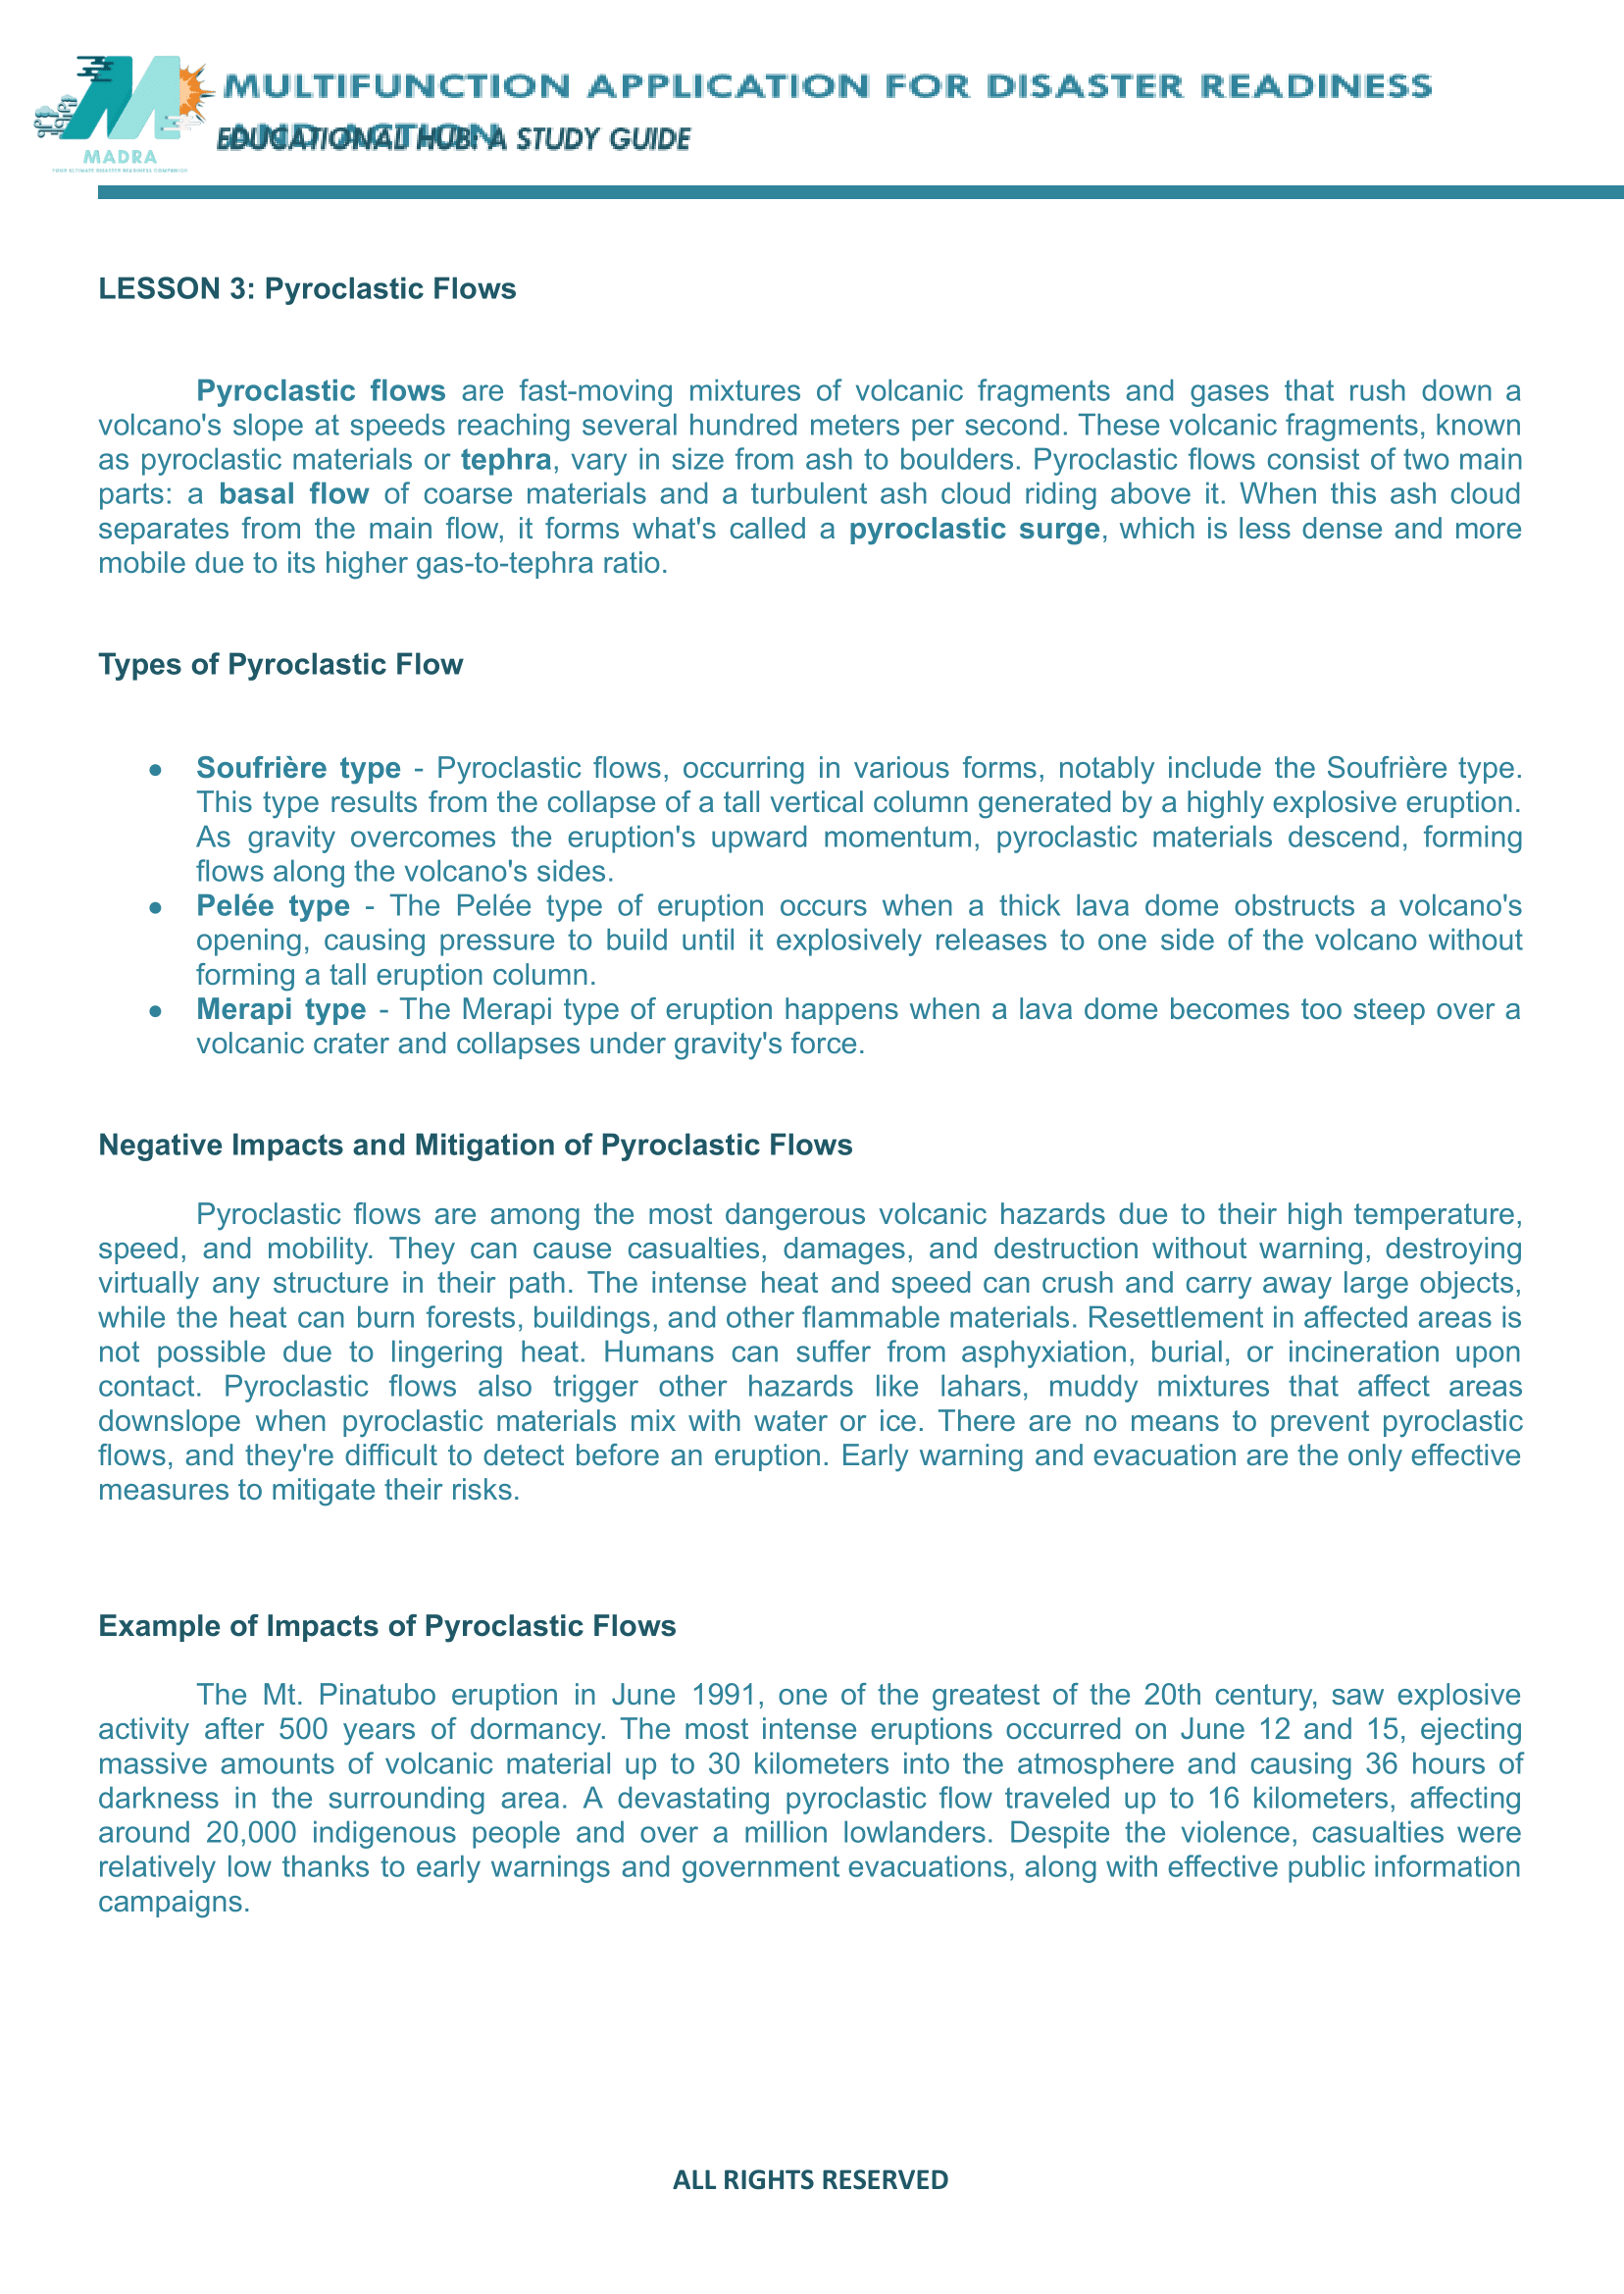 MULTIFUNCTION APPLICATION FOR DISASTER READINESS
AND ACTION
EDUCATIONAL HUB: A STUDY GUIDE
MADRA
YOUR ULTIMATE DISASTER READINESS COMPANION
LESSON 3: Pyroclastic Flows
Pyroclastic flows are fast-moving mixtures of volcanic fragments and gases that rush down a
volcano's slope at speeds reaching several hundred meters per second. These volcanic fragments, known
as pyroclastic materials or tephra, vary in size from ash to boulders. Pyroclastic flows consist of two main
parts: a basal flow of coarse materials and a turbulent ash cloud riding above it. When this ash cloud
separates from the main flow, it forms what's called a pyroclastic surge, which is less dense and more
mobile due to its higher gas-to-tephra ratio.
Types of Pyroclastic Flow
● Soufrière type - Pyroclastic flows, occurring in various forms, notably include the Soufrière type.
This type results from the collapse of a tall vertical column generated by a highly explosive eruption.
As gravity overcomes the eruption's upward momentum, pyroclastic materials descend, forming
flows along the volcano's sides.
● Pelée type - The Pelée type of eruption occurs when a thick lava dome obstructs a volcano's
opening, causing pressure to build until it explosively releases to one side of the volcano without
forming a tall eruption column.
● Merapi type - The Merapi type of eruption happens when a lava dome becomes too steep over a
volcanic crater and collapses under gravity's force.
Negative Impacts and Mitigation of Pyroclastic Flows
Pyroclastic flows are among the most dangerous volcanic hazards due to their high temperature,
speed, and mobility. They can cause casualties, damages, and destruction without warning, destroying
virtually any structure in their path. The intense heat and speed can crush and carry away large objects,
while the heat can burn forests, buildings, and other flammable materials. Resettlement in affected areas is
not possible due to lingering heat. Humans can suffer from asphyxiation, burial, or incineration upon
contact. Pyroclastic flows also trigger other hazards like lahars, muddy mixtures that affect areas
downslope when pyroclastic materials mix with water or ice. There are no means to prevent pyroclastic
flows, and they're difficult to detect before an eruption. Early warning and evacuation are the only effective
measures to mitigate their risks.
Example of Impacts of Pyroclastic Flows
The Mt. Pinatubo eruption in June 1991, one of the greatest of the 20th century, saw explosive
activity after 500 years of dormancy. The most intense eruptions occurred on June 12 and 15, ejecting
massive amounts of volcanic material up to 30 kilometers into the atmosphere and causing 36 hours of
darkness in the surrounding area. A devastating pyroclastic flow traveled up to 16 kilometers, affecting
around 20,000 indigenous people and over a million lowlanders. Despite the violence, casualties were
relatively low thanks to early warnings and government evacuations, along with effective public information
campaigns.
ALL RIGHTS RESERVED